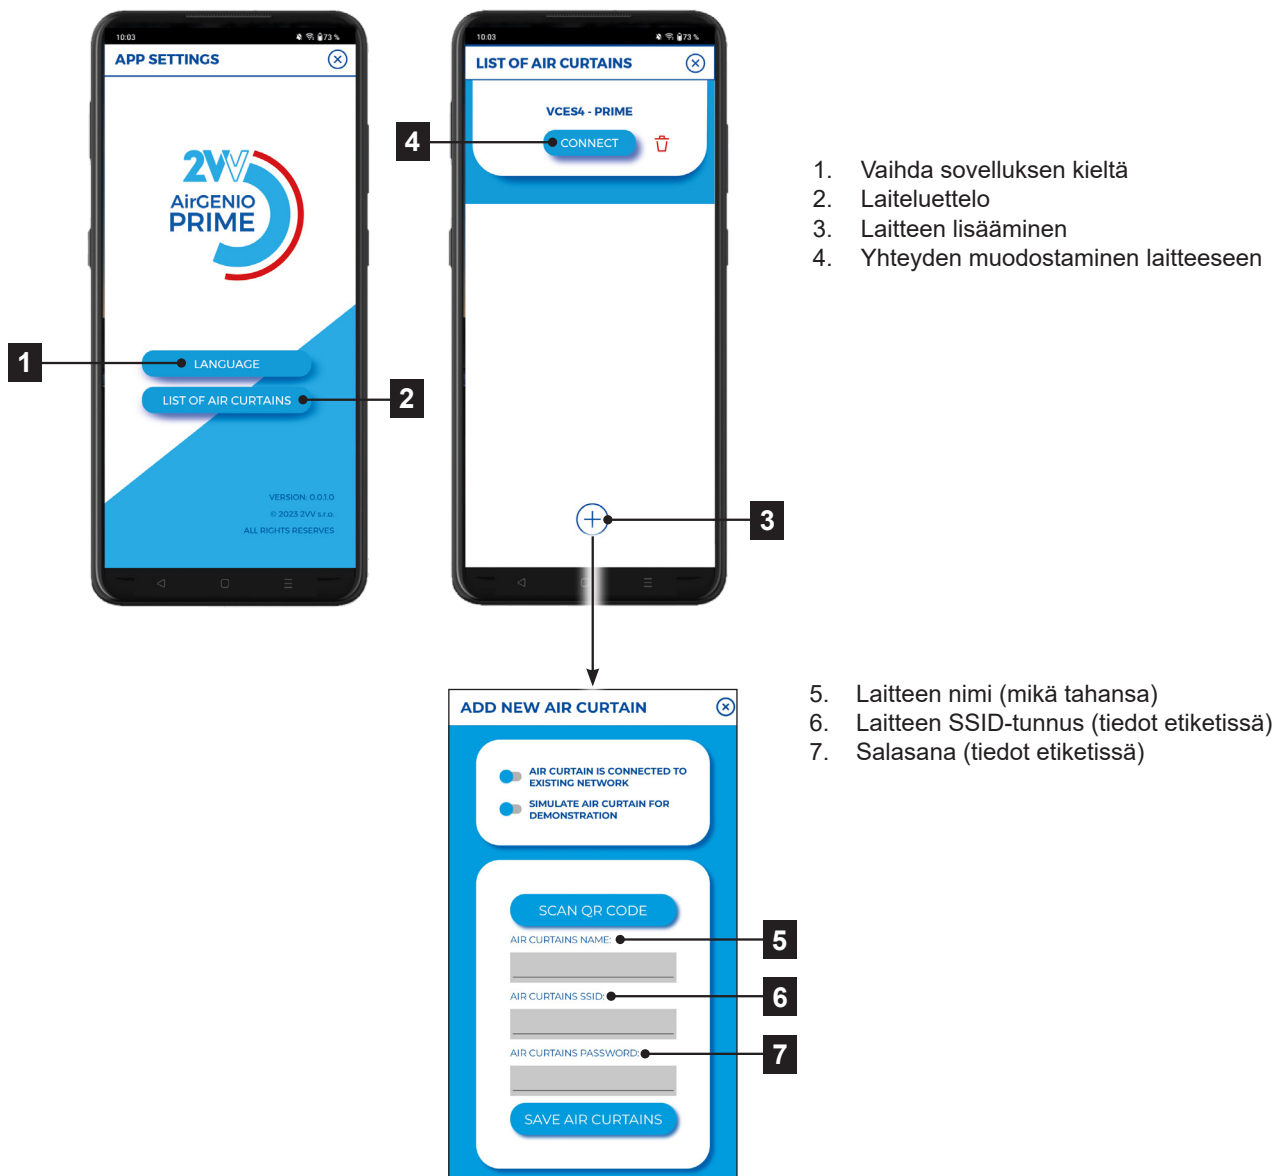 10:03
73 %
APP SETTINGS
2VV
AirGENIO
PRIME
LANGUAGE
LIST OF AIR CURTAINS
VERSION: 0.0.1.0
© 2023 2VV s.r.o.
ALL RIGHTS RESERVES
1
2
10:03
73 %
LIST OF AIR CURTAINS
VCES4 - PRIME
CONNECT
4
3
1. Vaihda sovelluksen kieltä
2. Laiteluettelo
3. Laitteen lisääminen
4. Yhteyden muodostaminen laitteeseen
ADD NEW AIR CURTAIN
AIR CURTAIN IS CONNECTED TO
EXISTING NETWORK
SIMULATE AIR CURTAIN FOR
DEMONSTRATION
SCAN QR CODE
AIR CURTAINS NAME:
AIR CURTAINS SSID:
AIR CURTAINS PASSWORD:
SAVE AIR CURTAINS
5
6
7
5. Laitteen nimi (mikä tahansa)
6. Laitteen SSID-tunnus (tiedot etiketissä)
7. Salasana (tiedot etiketissä)